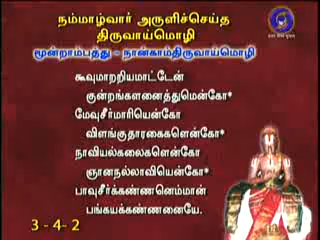 நம்மாழ்வார் அருளிச்செய்த
திருவாய்மொழி
மூன்றாம்பத்து - நான்காம்திருவாய்மொழி
கூவுமாறறியமாட்டேன்
குன்றங்களனைத்துமென்கோ*
மேவுசீர்மாரியென்கோ
விளங்குதாரகைகளென்கோ*
நாவியல்கலைகளென்கோ
ஞானநல்லாவியென்கோ*
பாவுசீர்க்கண்ணனெம்மான்
பங்கயக்கண்ணனையே.
3 - 4 - 2